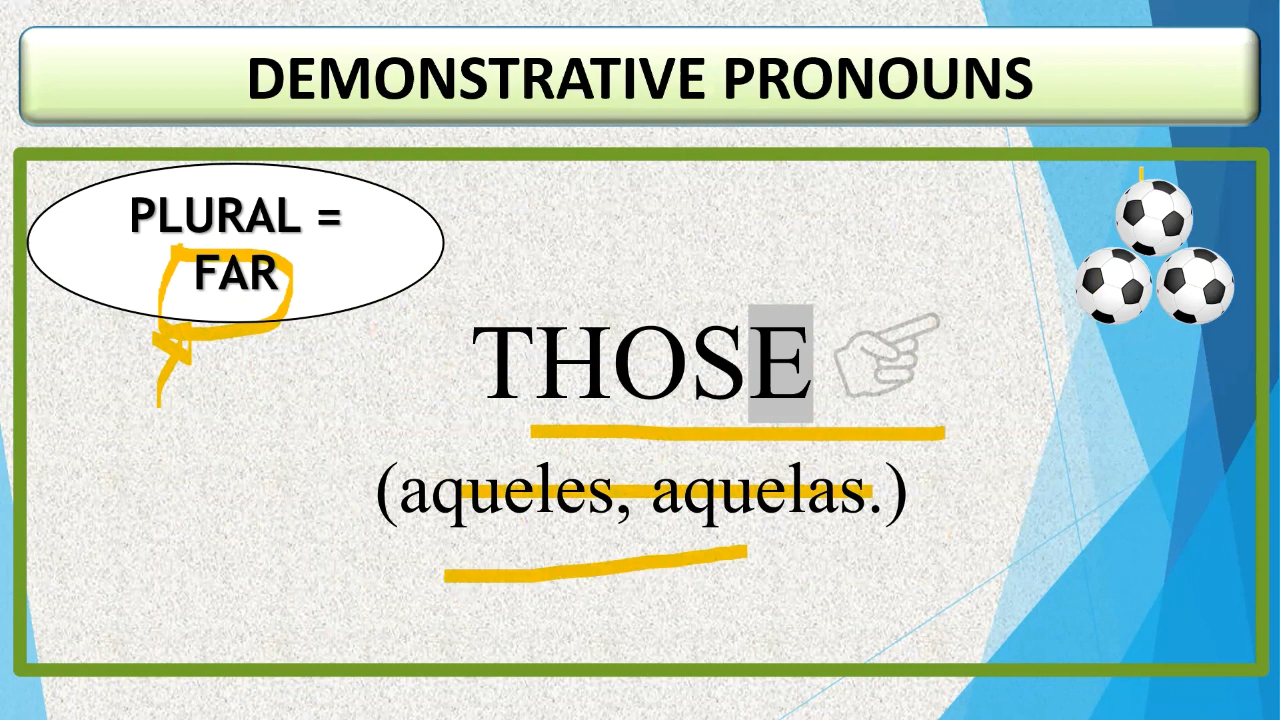 DEMONSTRATIVE PRONOUNS
PLURAL =
FAR
THOSE
(aqueles, aquelas.)